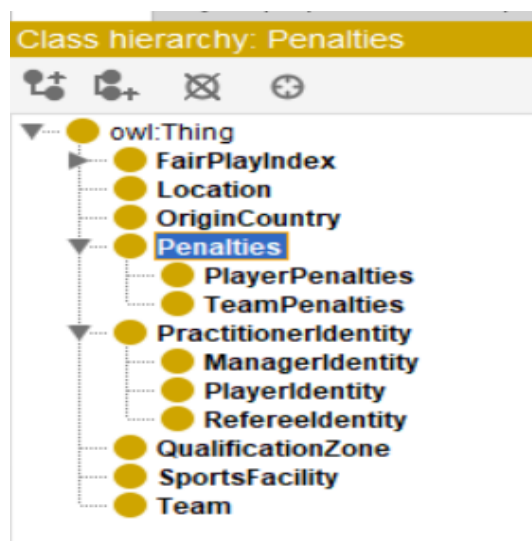 Class hierarchy: Penalties
owl:Thing
FairPlayIndex
Location
OriginCountry
Penalties
PlayerPenalties
TeamPenalties
PractitionerIdentity
ManagerIdentity
PlayerIdentity
RefereeIdentity
QualificationZone
SportsFacility
Team